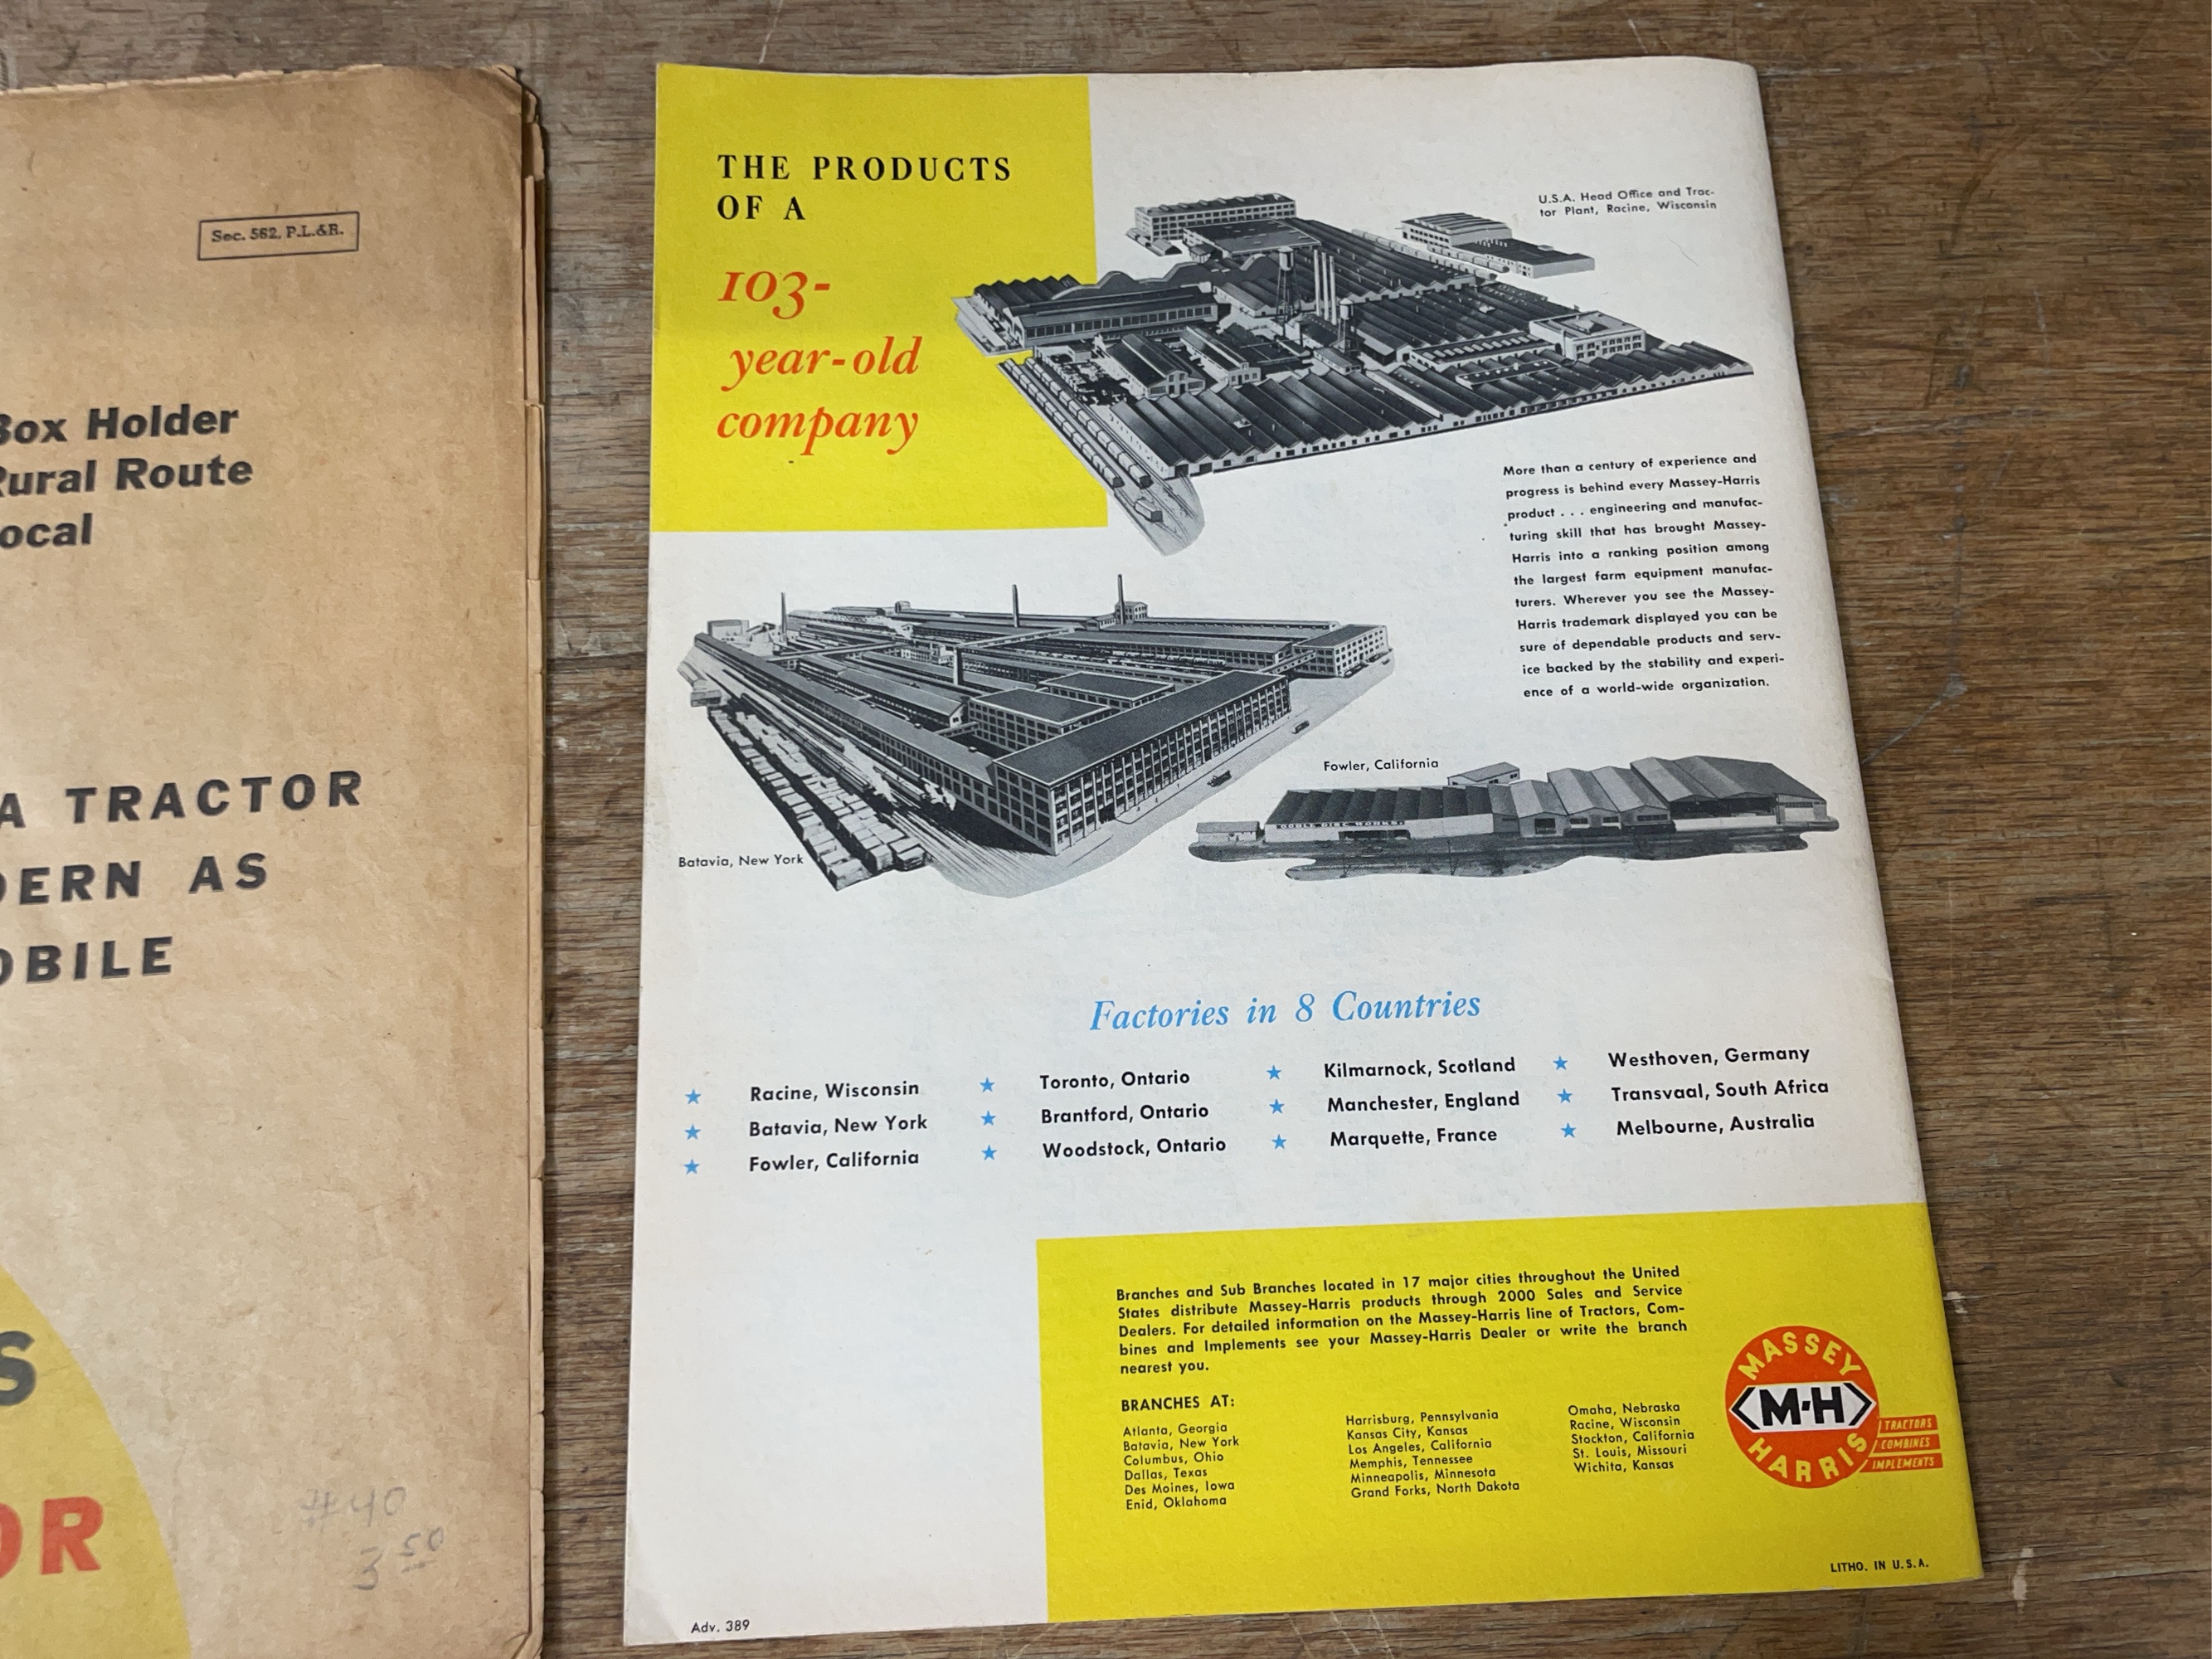 Sec. 562, P.L.&R.
Box Holder
Rural Route
ocal
A TRACTOR
DERN AS
OBILE
S
OR
#40
3 50
THE PRODUCTS
OF A
103-
year-old
company
U.S.A. Head Office and Trac-
tor Plant, Racine, Wisconsin
More than a century of experience and
progress is behind every Massey-Harris
product . . . engineering and manufac-
turing skill that has brought Massey-
Harris into a ranking position among
the largest farm equipment manufac-
turers. Wherever you see the Massey-
Harris trademark displayed you can be
sure of dependable products and serv-
ice backed by the stability and experi-
ence of a world-wide organization.
Fowler, California
DISC WORKS
Batavia, New York
Factories in 8 Countries
★ Racine, Wisconsin ★ Toronto, Ontario ★ Kilmarnock, Scotland ★ Westhoven, Germany
★ Batavia, New York ★ Brantford, Ontario ★ Manchester, England ★ Transvaal, South Africa
★ Fowler, California ★ Woodstock, Ontario ★ Marquette, France ★ Melbourne, Australia
Branches and Sub Branches located in 17 major cities throughout the United
States distribute Massey-Harris products through 2000 Sales and Service
Dealers. For detailed information on the Massey-Harris line of Tractors, Com-
bines and Implements see your Massey-Harris Dealer or write the branch
nearest you.
BRANCHES AT:
Atlanta, Georgia
Batavia, New York
Columbus, Ohio
Dallas, Texas
Des Moines, Iowa
Enid, Oklahoma
Harrisburg, Pennsylvania
Kansas City, Kansas
Los Angeles, California
Memphis, Tennessee
Minneapolis, Minnesota
Grand Forks, North Dakota
Omaha, Nebraska
Racine, Wisconsin
Stockton, California
St. Louis, Missouri
Wichita, Kansas
MASSEY
M-H
HARRIS
TRACTORS
COMBINES
IMPLEMENTS
LITHO. IN U.S.A.
Adv. 389